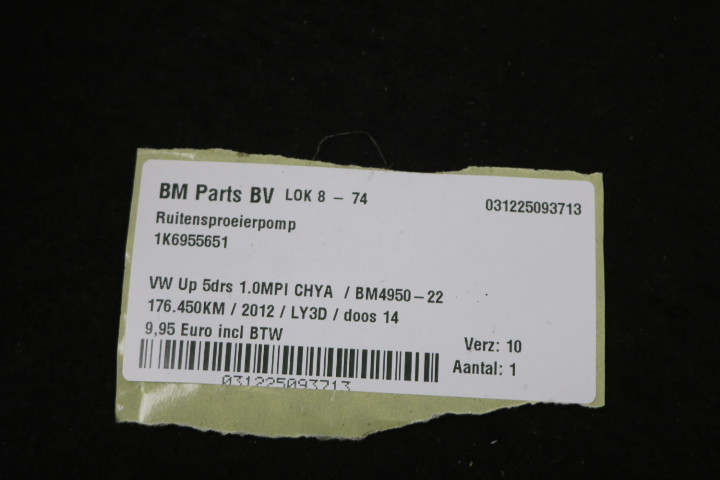 BM Parts BV LOK 8 – 74 031225093713
Ruitensproeierpomp
1K6955651
VW Up 5drs 1.0MPI CHYA / BM4950–22
176.450KM / 2012 / LY3D / doos 14
9,95 Euro incl BTW
Verz: 10
Aantal: 1
031225093713